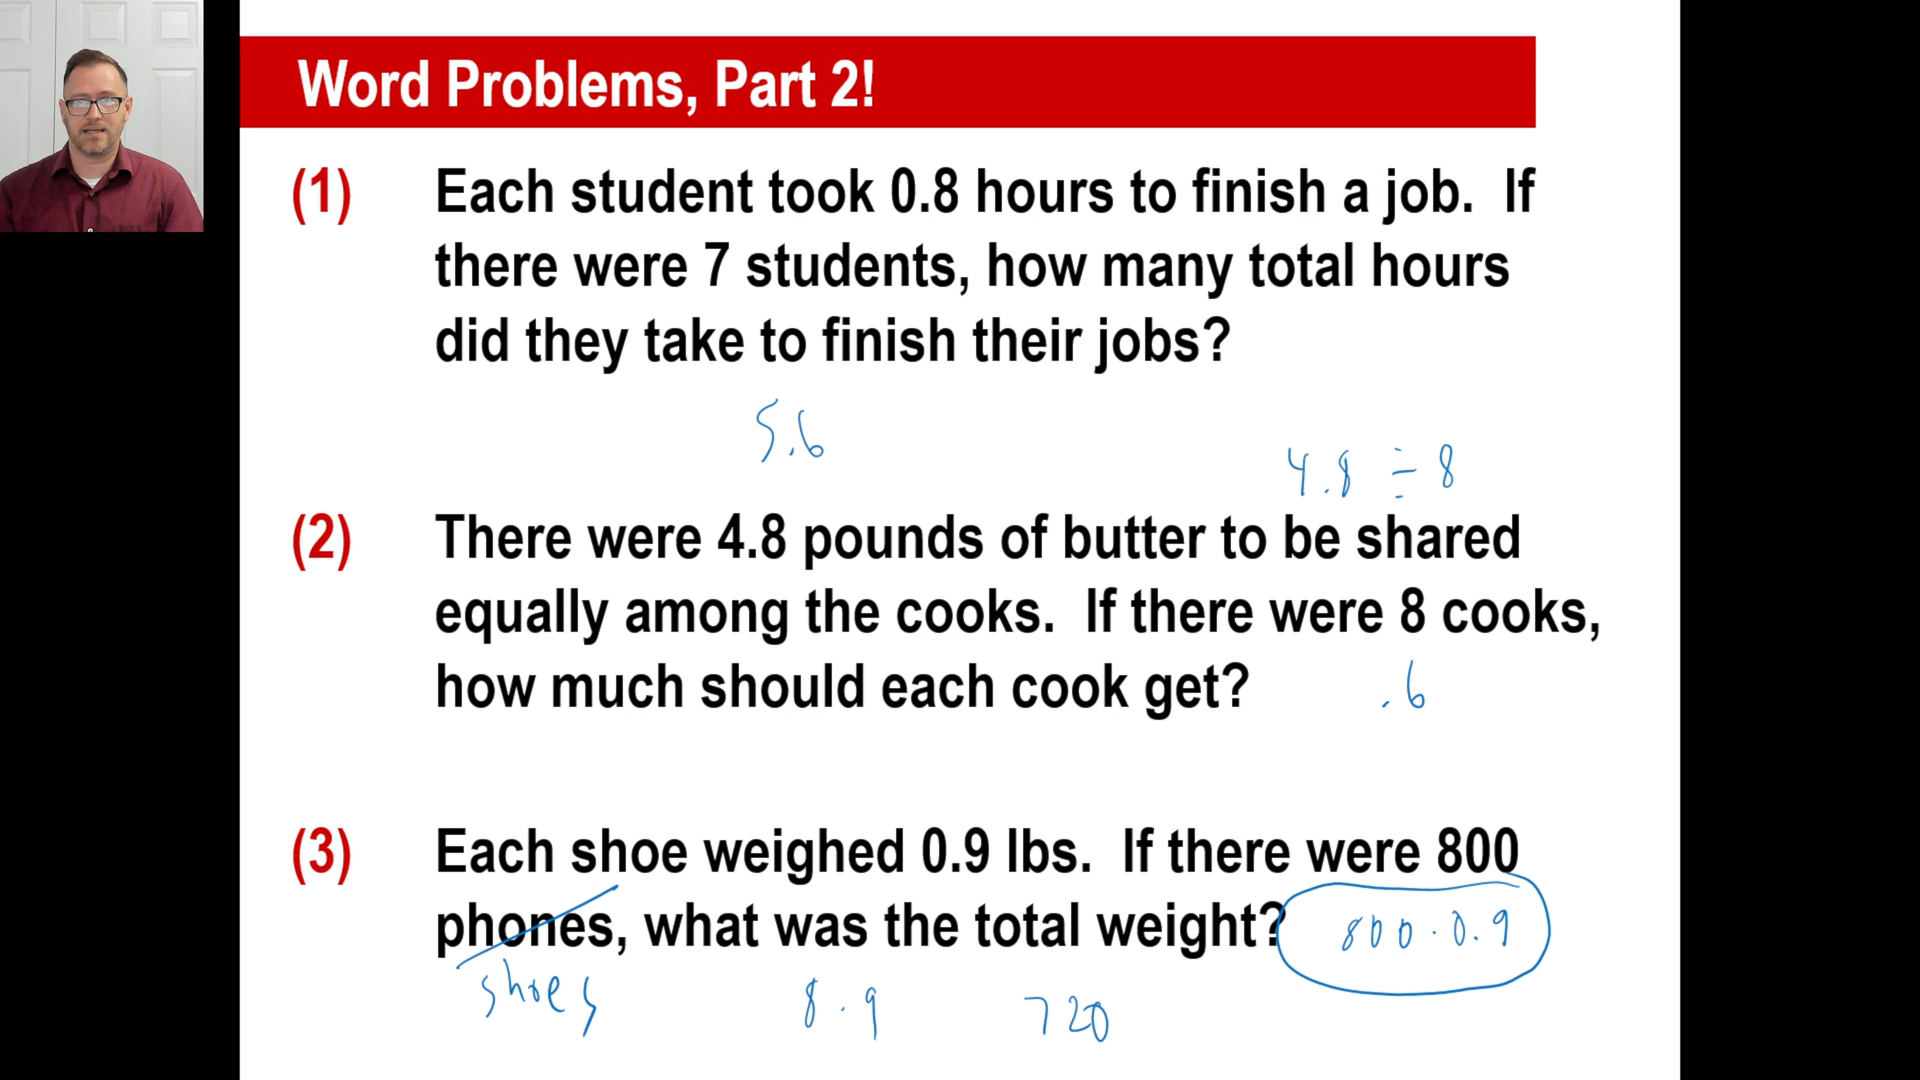 Word Problems, Part 2!
(1) Each student took 0.8 hours to finish a job. If
there were 7 students, how many total hours
did they take to finish their jobs?
5.6
4.8 ÷ 8
(2) There were 4.8 pounds of butter to be shared
equally among the cooks. If there were 8 cooks,
how much should each cook get?
.6
(3) Each shoe weighed 0.9 lbs. If there were 800
phones, what was the total weight? 800 · 0.9
shoes 8 · 9 720